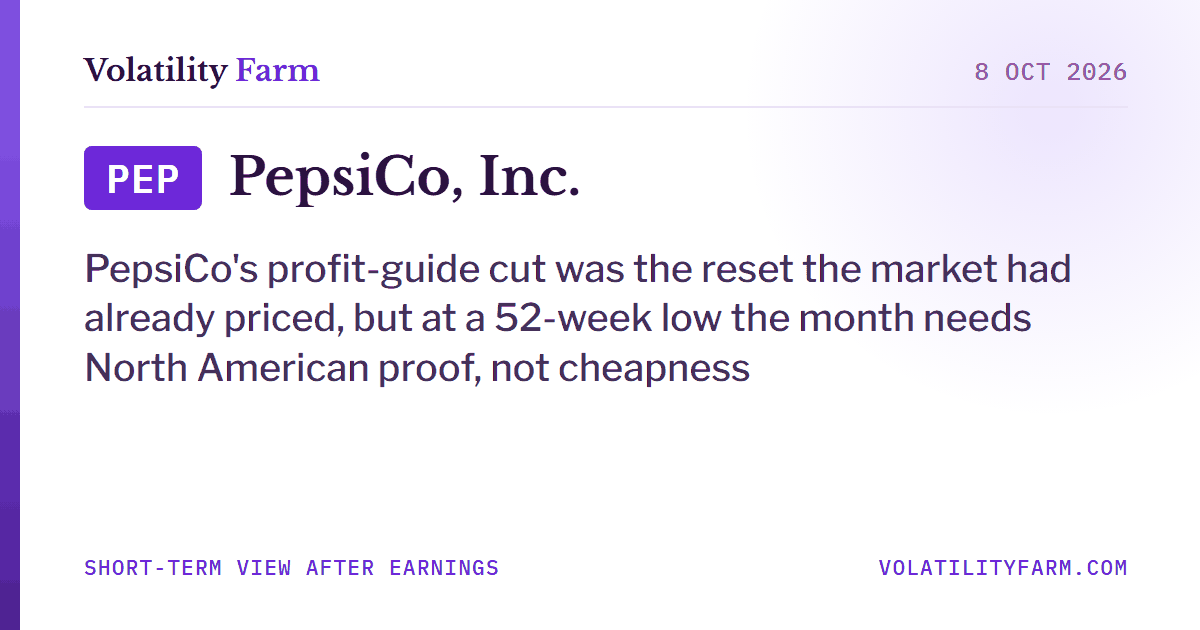 Volatility Farm
8 OCT 2026
PEP
PepsiCo, Inc.
PepsiCo's profit-guide cut was the reset the market had
already priced, but at a 52-week low the month needs
North American proof, not cheapness
SHORT-TERM VIEW AFTER EARNINGS
VOLATILITYFARM.COM